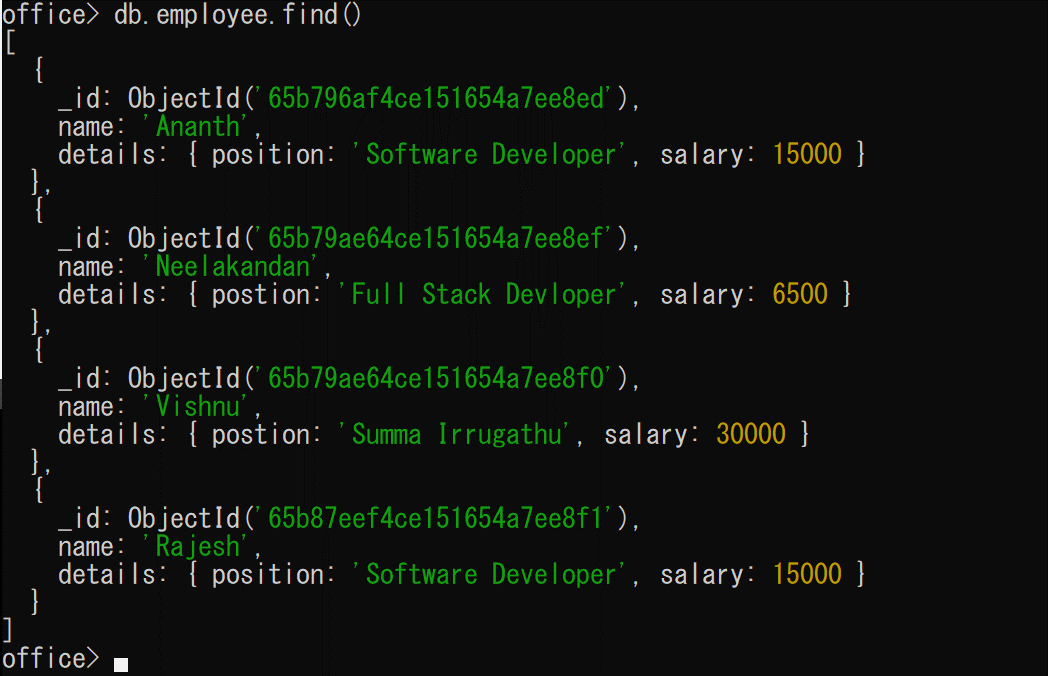 office> db.employee.find()
[
  {
    _id: ObjectId('65b796af4ce151654a7ee8ed'),
    name: 'Ananth',
    details: { position: 'Software Developer', salary: 15000 }
  },
  {
    _id: ObjectId('65b79ae64ce151654a7ee8ef'),
    name: 'Neelakandan',
    details: { postion: 'Full Stack Devloper', salary: 6500 }
  },
  {
    _id: ObjectId('65b79ae64ce151654a7ee8f0'),
    name: 'Vishnu',
    details: { postion: 'Summa Irrugathu', salary: 30000 }
  },
  {
    _id: ObjectId('65b87eef4ce151654a7ee8f1'),
    name: 'Rajesh',
    details: { position: 'Software Developer', salary: 15000 }
  }
]
office>